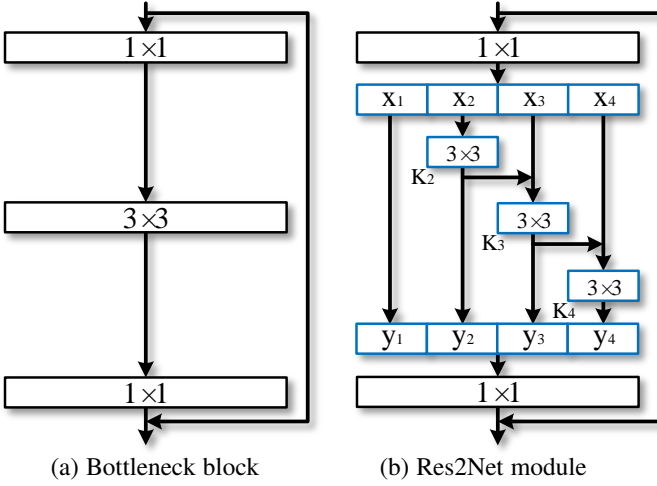 1×1
3×3
1×1
(a) Bottleneck block
1×1
x1 x2 x3 x4
3×3
K2
3×3
K3
3×3
K4
y1 y2 y3 y4
1×1
(b) Res2Net module